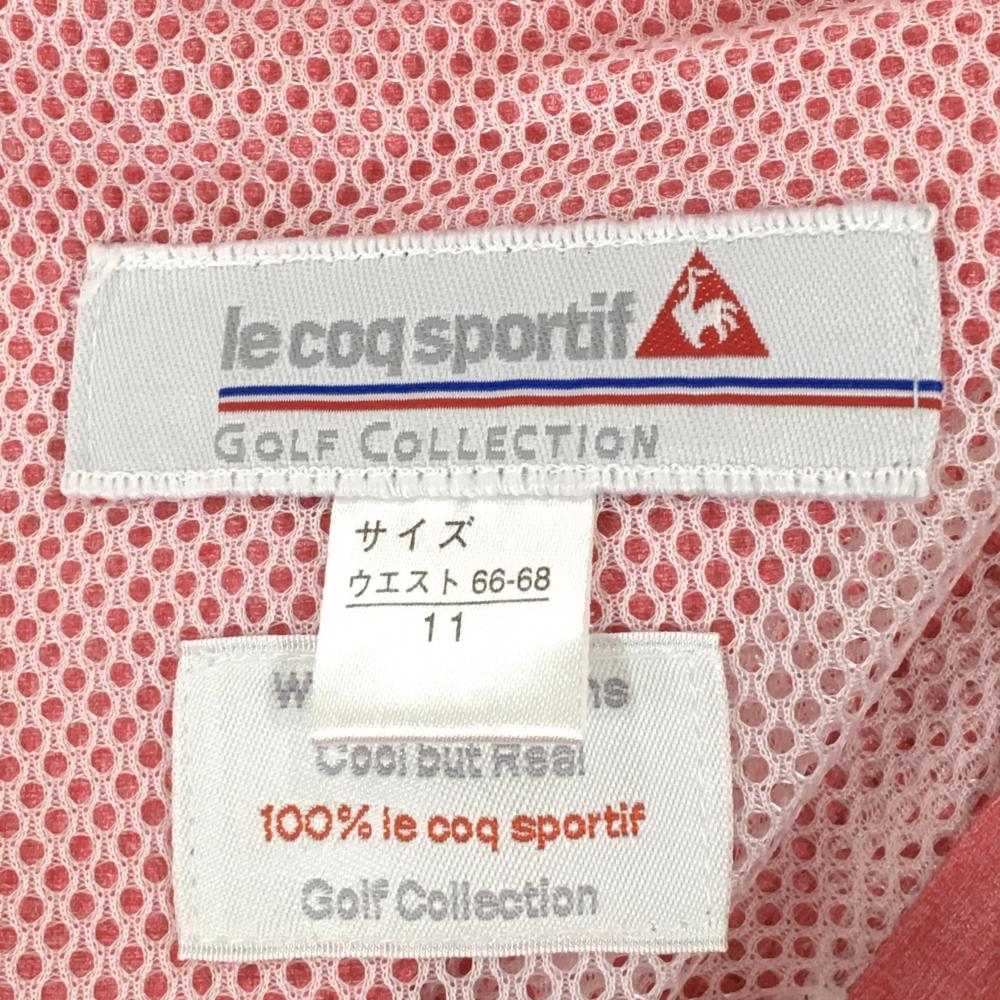 le coq sportif
GOLF COLLECTION
サイズ
ウエスト 66-68
11
Cool but Real
100% le coq sportif
Golf Collection